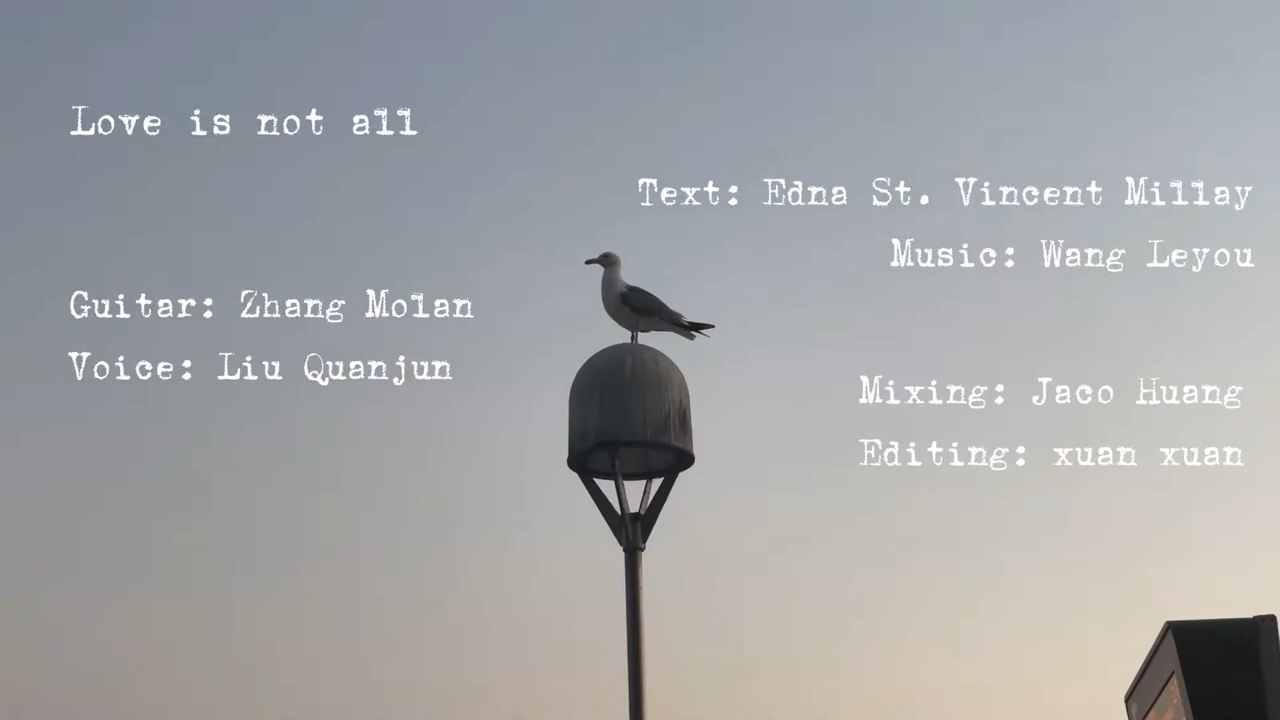 Love is not all
Text: Edna St. Vincent Millay
Music: Wang Leyou
Guitar: Zhang Molan
Voice: Liu Quanjun
Mixing: Jaco Huang
Editing: xuan xuan